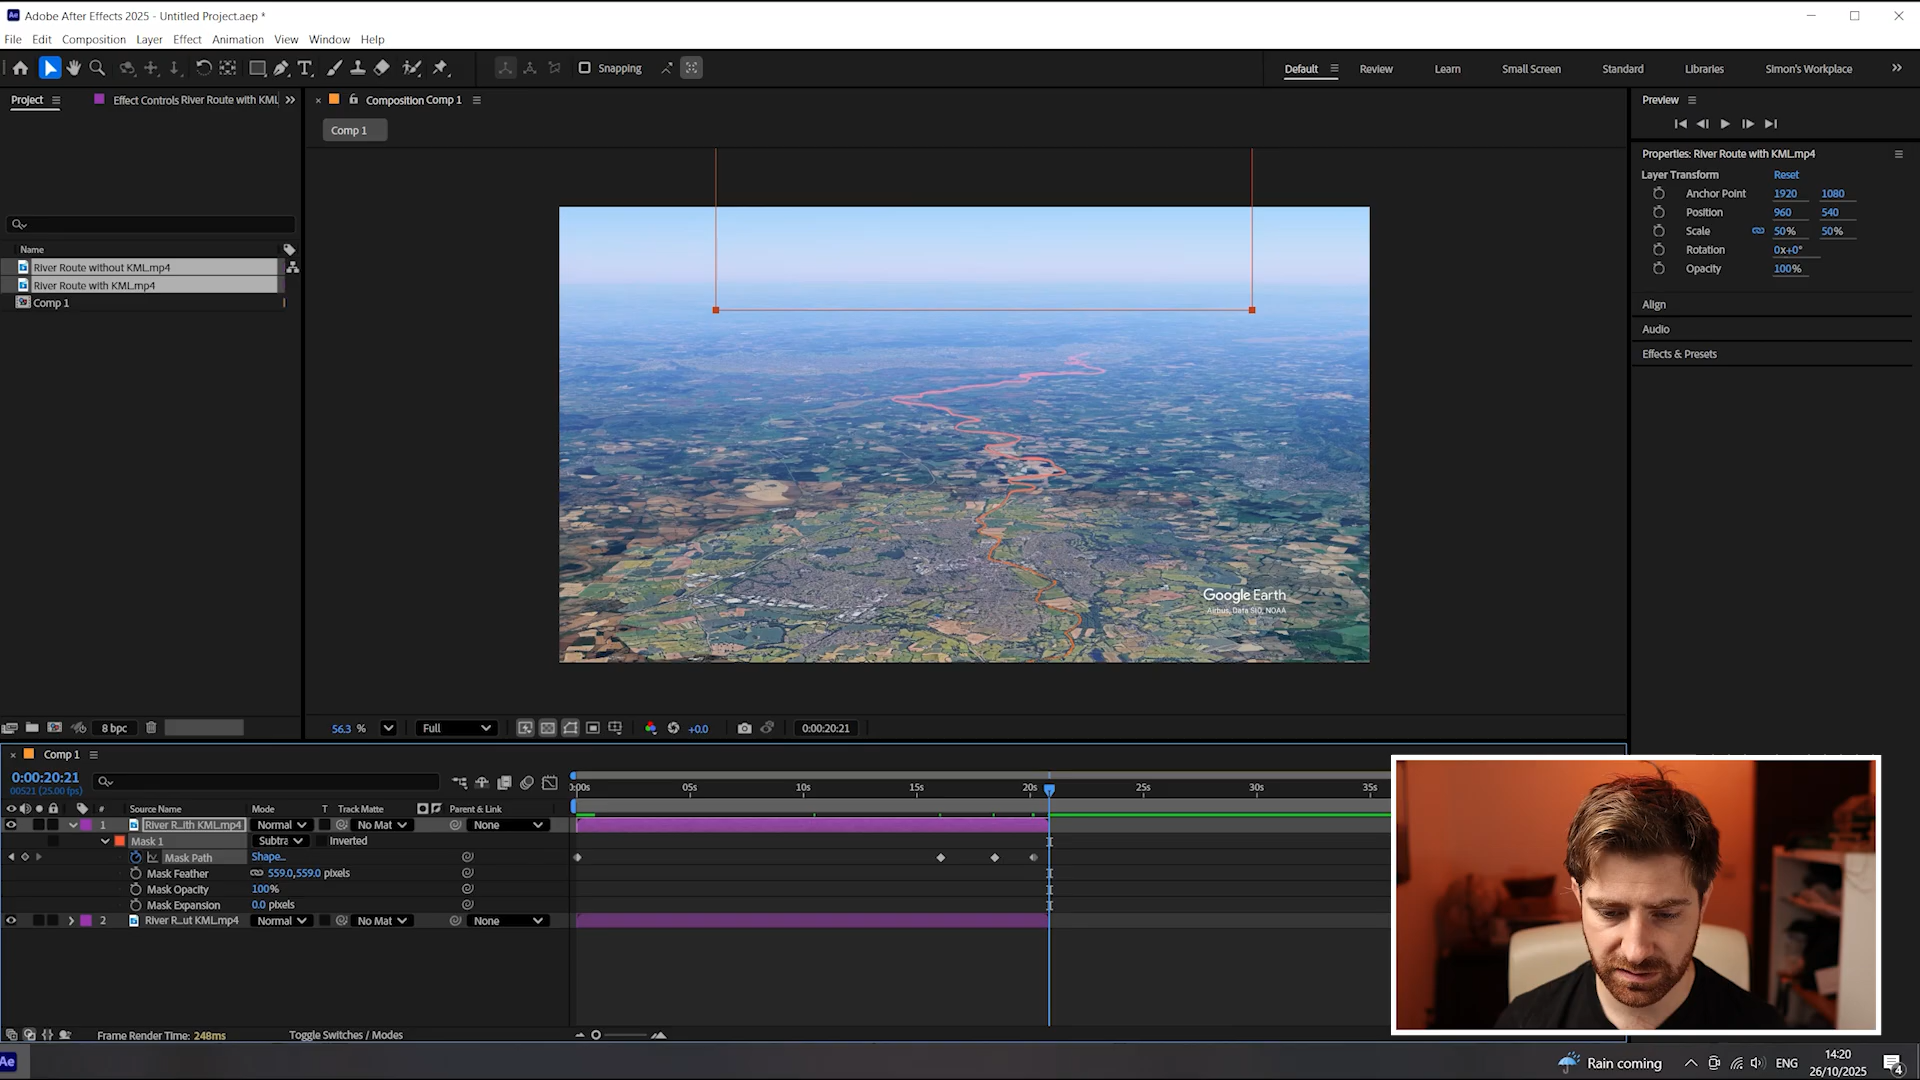 Adobe After Effects 2025 - Untitled Project.aep *
File Edit Composition Layer Effect Animation View Window Help
Snapping
Default Review Learn Small Screen Standard Libraries Simon's Workplace
Project Effect Controls River Route with KML
Composition Comp 1
Comp 1
Name
River Route without KML.mp4
River Route with KML.mp4
Comp 1
8 bpc
Google Earth
Airbus, Data SIO, NOAA
56.3 % Full +0.0 0:00:20:21
Preview
Properties: River Route with KML.mp4
Layer Transform Reset
Anchor Point 1920 1080
Position 960 540
Scale 50% 50%
Rotation 0x+0°
Opacity 100%
Align
Audio
Effects & Presets
Comp 1
0:00:20:21
00521 (25.00 fps)
:00s 05s 10s 15s 20s 25s 30s 35s
# Source Name Mode T Track Matte Parent & Link
1 River R...ith KML.mp4 Normal No Mat None
Mask 1 Subtra Inverted
Mask Path Shape...
Mask Feather 559.0,559.0 pixels
Mask Opacity 100%
Mask Expansion 0.0 pixels
2 River R...ut KML.mp4 Normal No Mat None
Frame Render Time: 248ms Toggle Switches / Modes
Ae
Rain coming ENG 14:20
26/10/2025
4